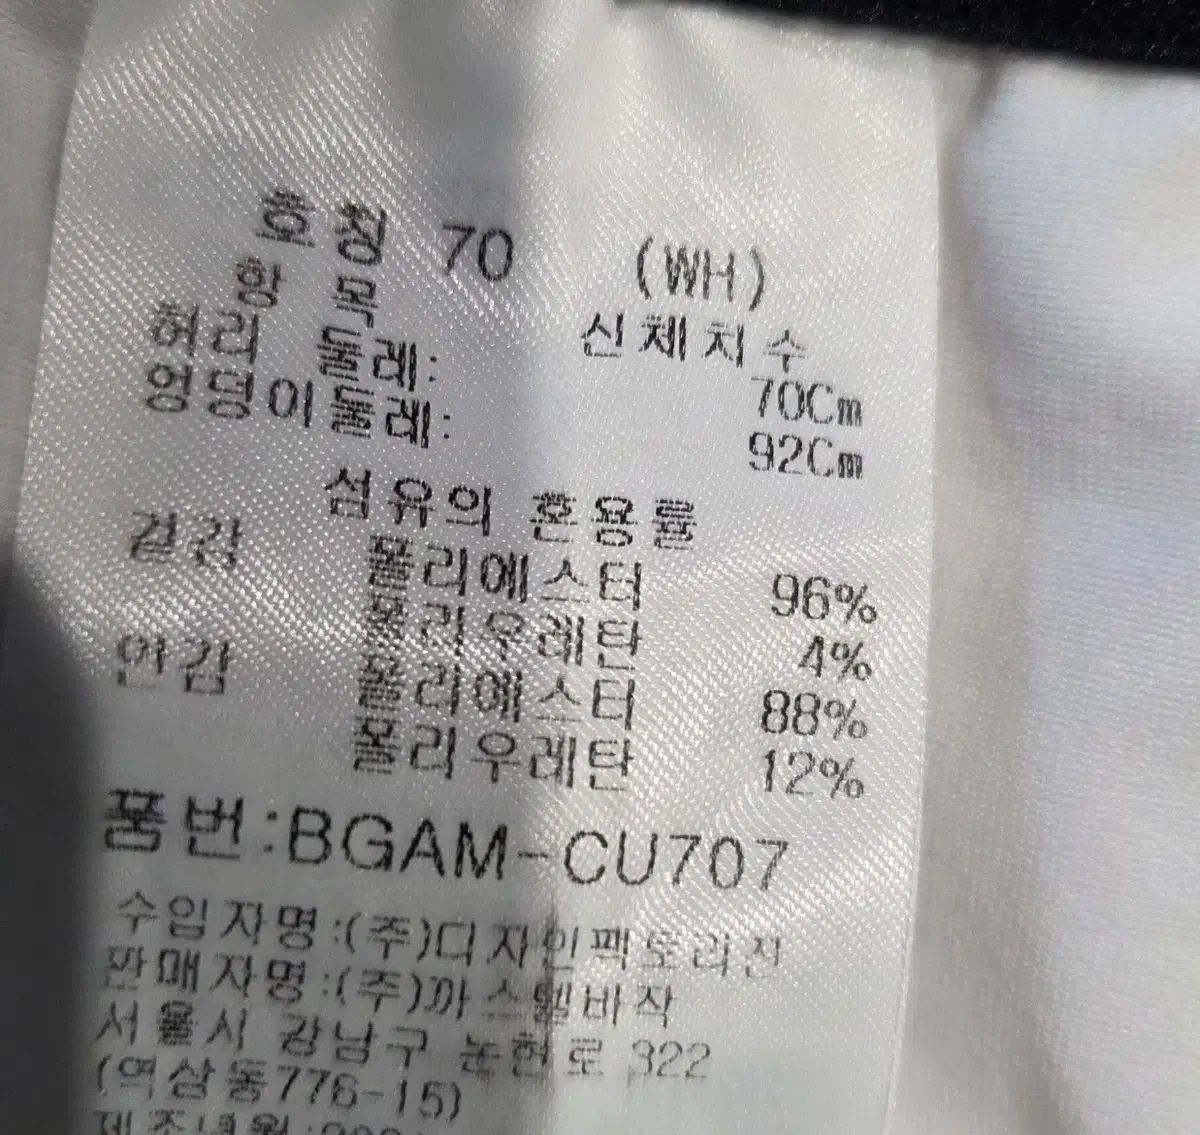 호칭 70 (WH)
항 목 신체치수
허리 둘레: 70Cm
엉덩이둘레: 92Cm
섬유의 혼용률
겉감 폴리에스터 96%
폴리우레탄 4%
안감 폴리에스터 88%
폴리우레탄 12%
품번:BGAM-CU707
수입자명:(주)디자인팩토리진
판매자명:(주)까스텔바작
서울시 강남구 논현로 322
(역삼동776-15)
제조년월: